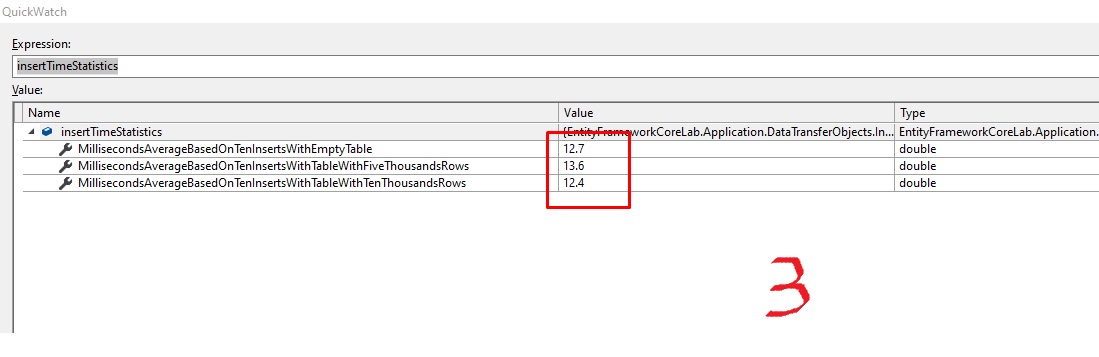 QuickWatch
Expression:
insertTimeStatistics
Value:
Name Value Type
insertTimeStatistics {EntityFrameworkCoreLab.Application.DataTransferObjects.In... EntityFrameworkCoreLab.Application.
MillisecondsAverageBasedOnTenInsertsWithEmptyTable 12.7 double
MillisecondsAverageBasedOnTenInsertsWithTableWithFiveThousandsRows 13.6 double
MillisecondsAverageBasedOnTenInsertsWithTableWithTenThousandsRows 12.4 double
3